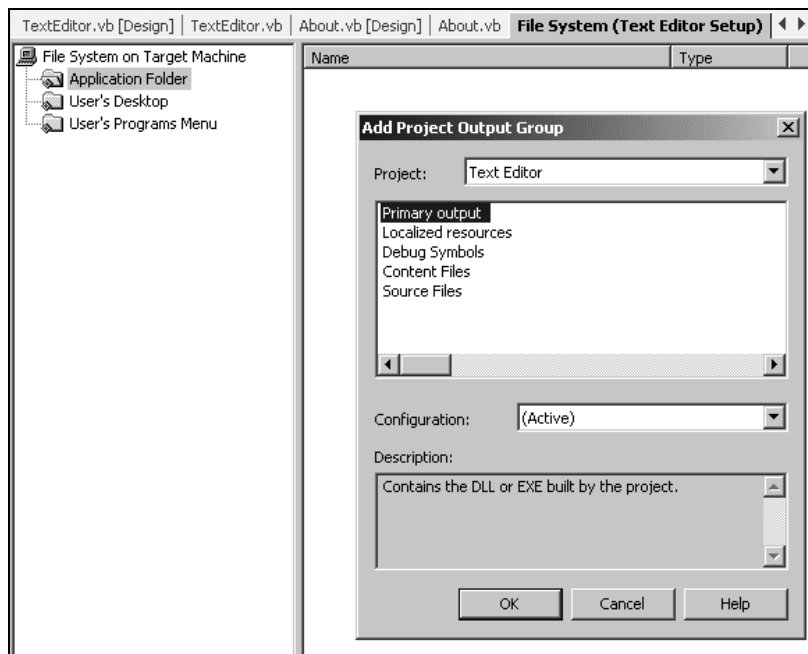 TextEditor.vb [Design] | TextEditor.vb | About.vb [Design] | About.vb | File System (Text Editor Setup)
File System on Target Machine
Application Folder
User's Desktop
User's Programs Menu
Name Type
Add Project Output Group
Project: Text Editor
Primary output
Localized resources
Debug Symbols
Content Files
Source Files
Configuration: (Active)
Description:
Contains the DLL or EXE built by the project.
OK Cancel Help